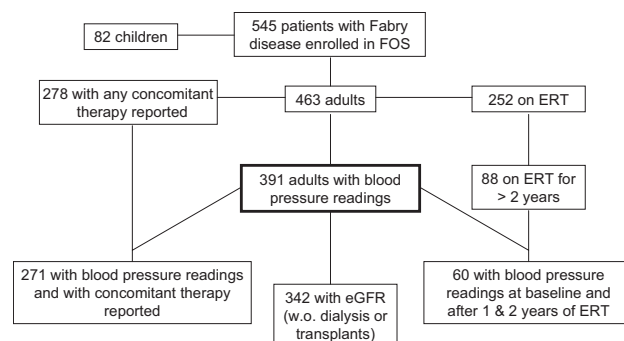 82 children
545 patients with Fabry
disease enrolled in FOS
278 with any concomitant
therapy reported
463 adults
252 on ERT
391 adults with blood
pressure readings
88 on ERT for
> 2 years
271 with blood pressure readings
and with concomitant therapy
reported
342 with eGFR
(w.o. dialysis or
transplants)
60 with blood pressure
readings at baseline and
after 1 & 2 years of ERT